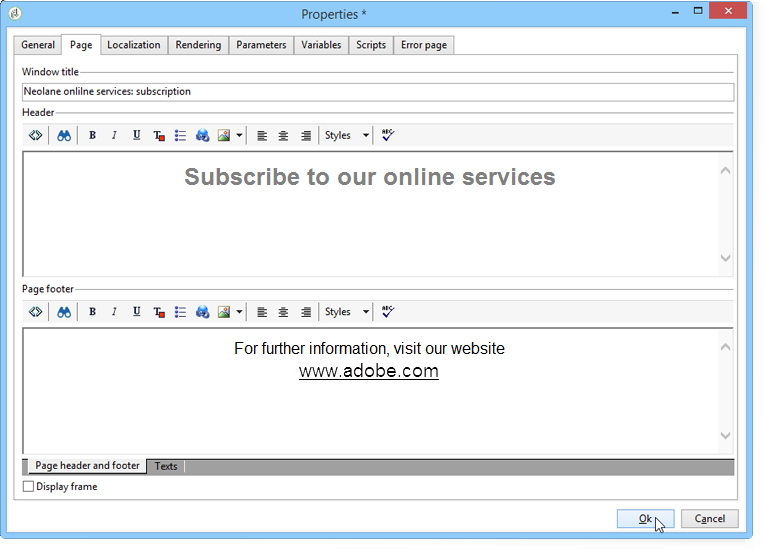 Properties *
General Page Localization Rendering Parameters Variables Scripts Error page
Window title
Neolane onlilne services: subscription
Header
B I U T Styles ABC
Subscribe to our online services
Page footer
B I U T Styles ABC
For further information, visit our website
www.adobe.com
Page header and footer Texts
Display frame
Ok Cancel